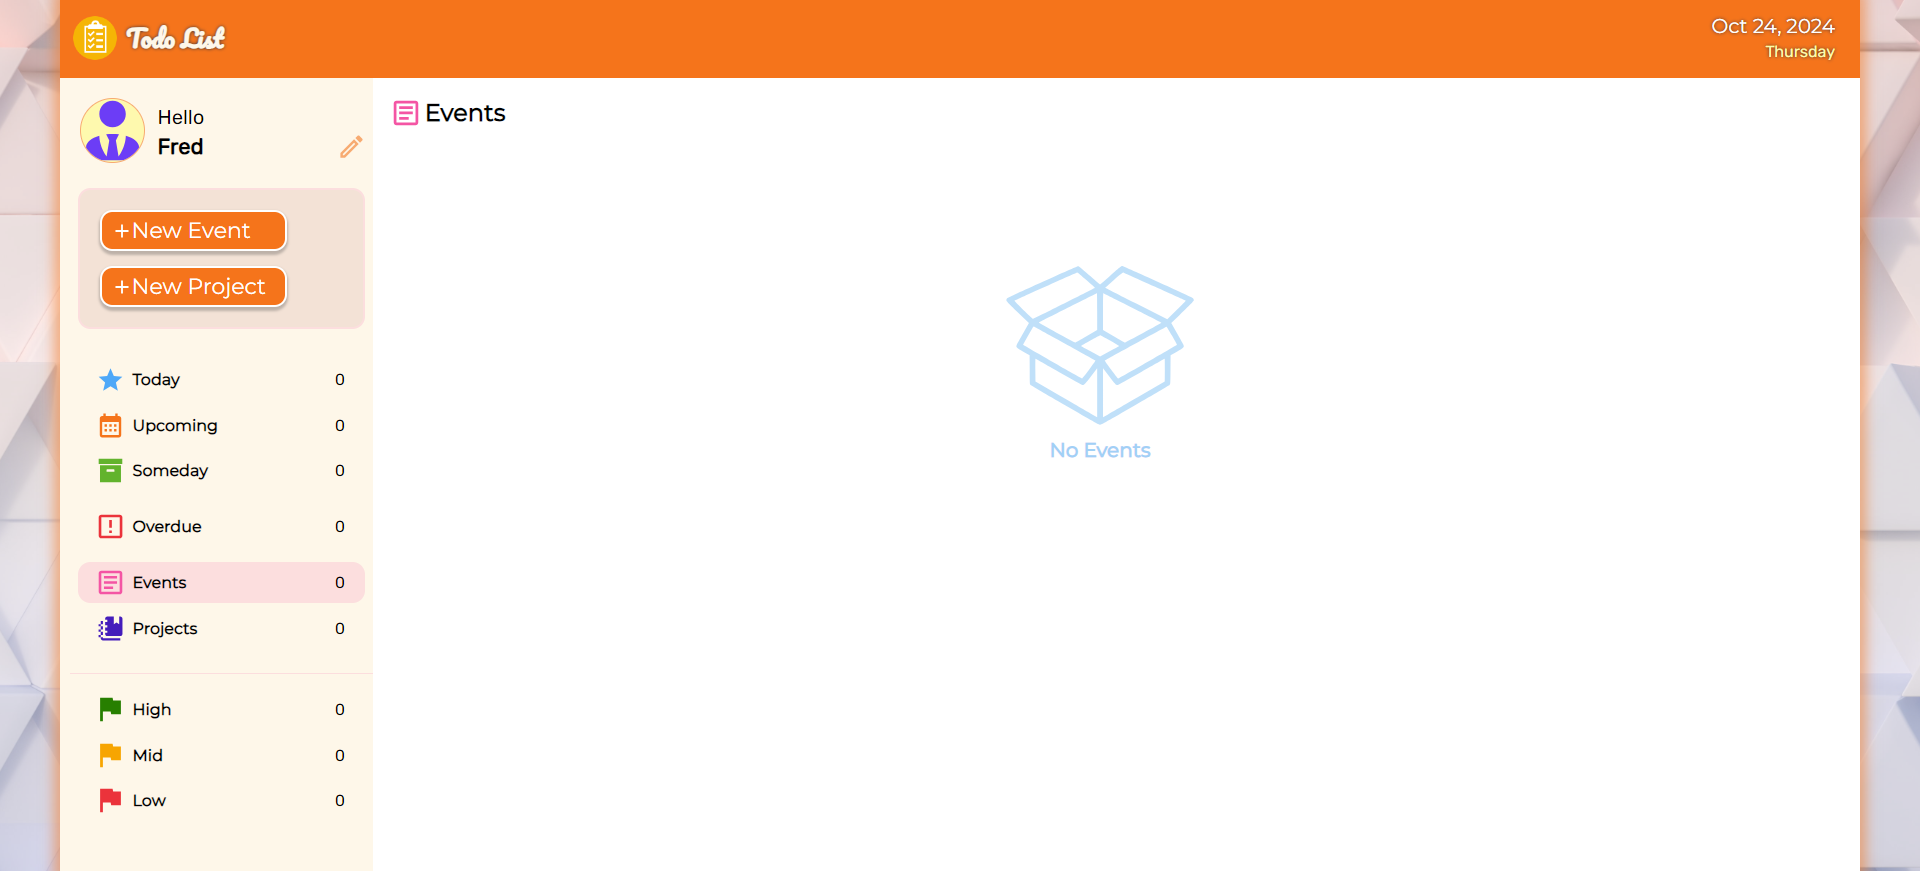 Todo List
Oct 24, 2024
Thursday
Hello
Fred
+New Event
+New Project
Today 0
Upcoming 0
Someday 0
Overdue 0
Events 0
Projects 0
High 0
Mid 0
Low 0
Events
No Events